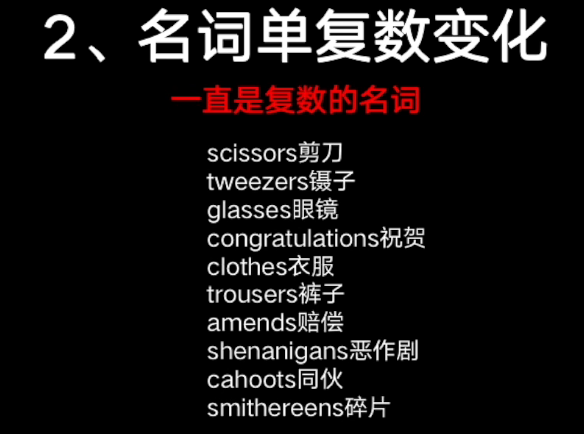 2、名词单复数变化
一直是复数的名词
scissors剪刀
tweezers镊子
glasses眼镜
congratulations祝贺
clothes衣服
trousers裤子
amends赔偿
shenanigans恶作剧
cahoots同伙
smithereens碎片